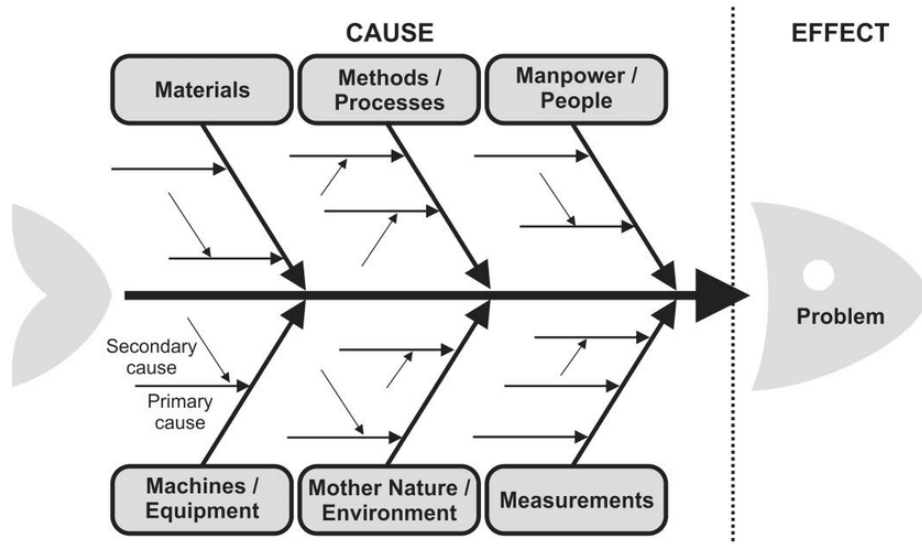 CAUSE
EFFECT
Materials
Methods /
Processes
Manpower /
People
Problem
Secondary
cause
Primary
cause
Machines /
Equipment
Mother Nature /
Environment
Measurements